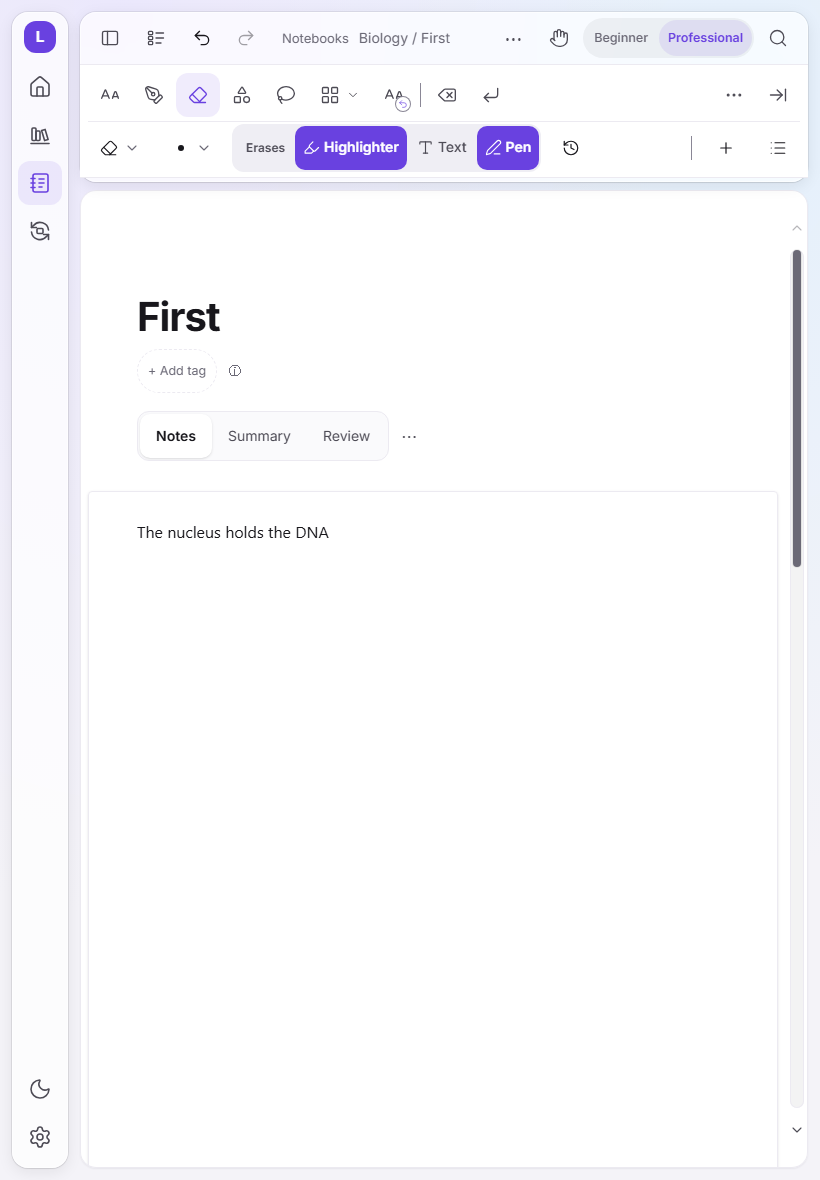 L
Notebooks Biology / First
Beginner Professional
AA AA
Erases Highlighter Text Pen
First
+ Add tag
Notes Summary Review
The nucleus holds the DNA